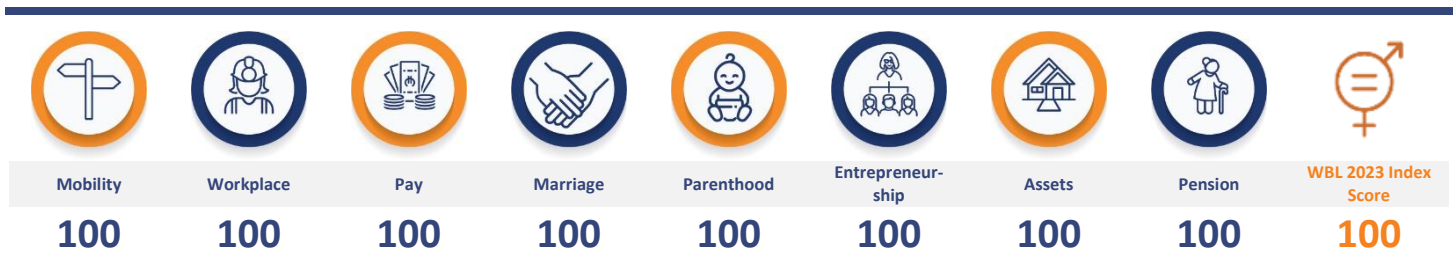 Mobility
Workplace
Pay
Marriage
Parenthood
Entrepreneur-
ship
Assets
Pension
WBL 2023 Index
Score
100
100
100
100
100
100
100
100
100